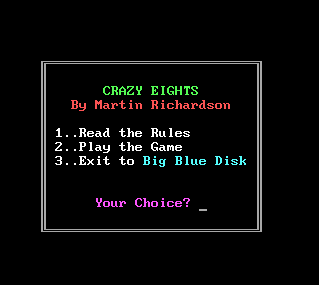 CRAZY EIGHTS
By Martin Richardson
1..Read the Rules
2..Play the Game
3..Exit to Big Blue Disk
Your Choice? _